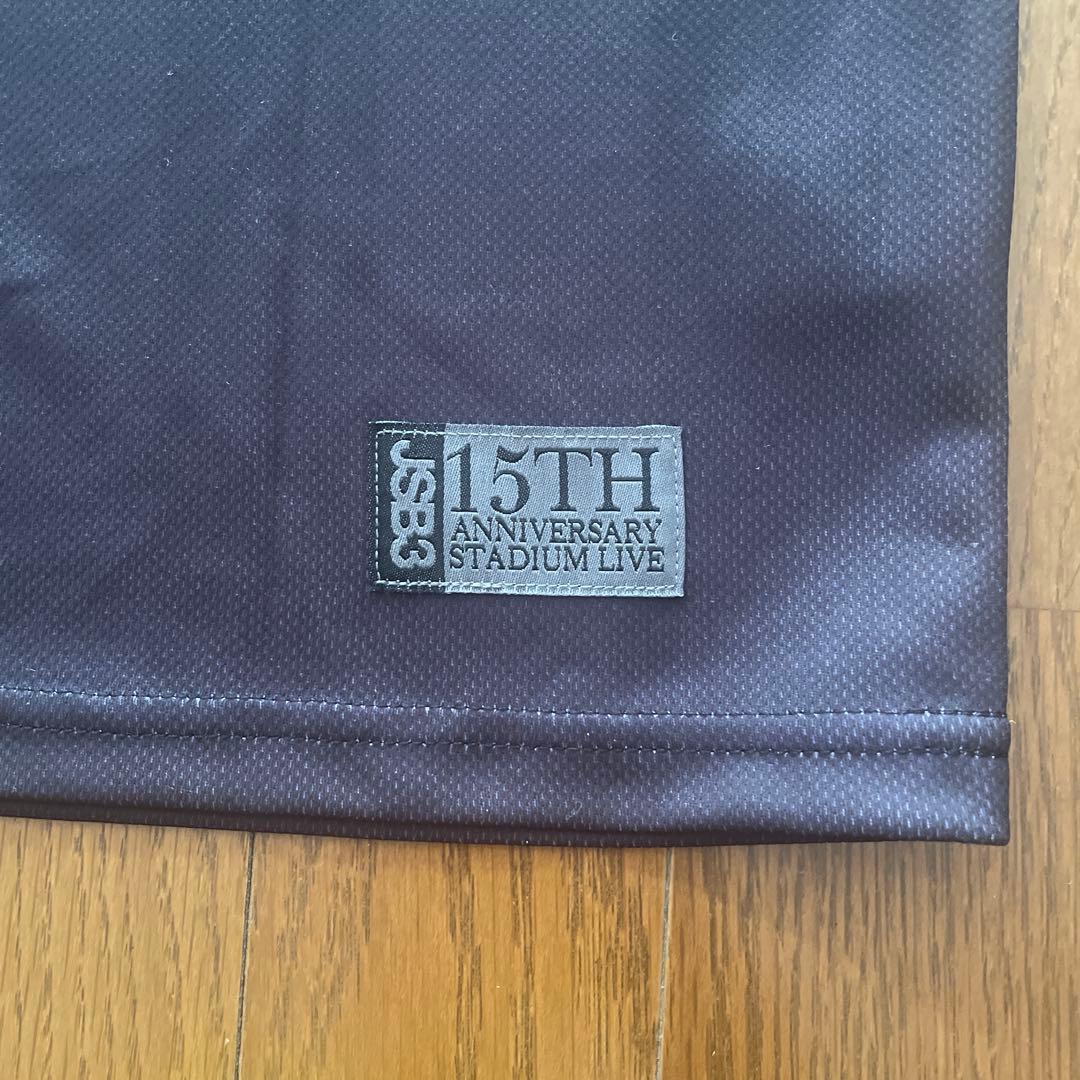 JSB3
15TH
ANNIVERSARY
STADIUM LIVE